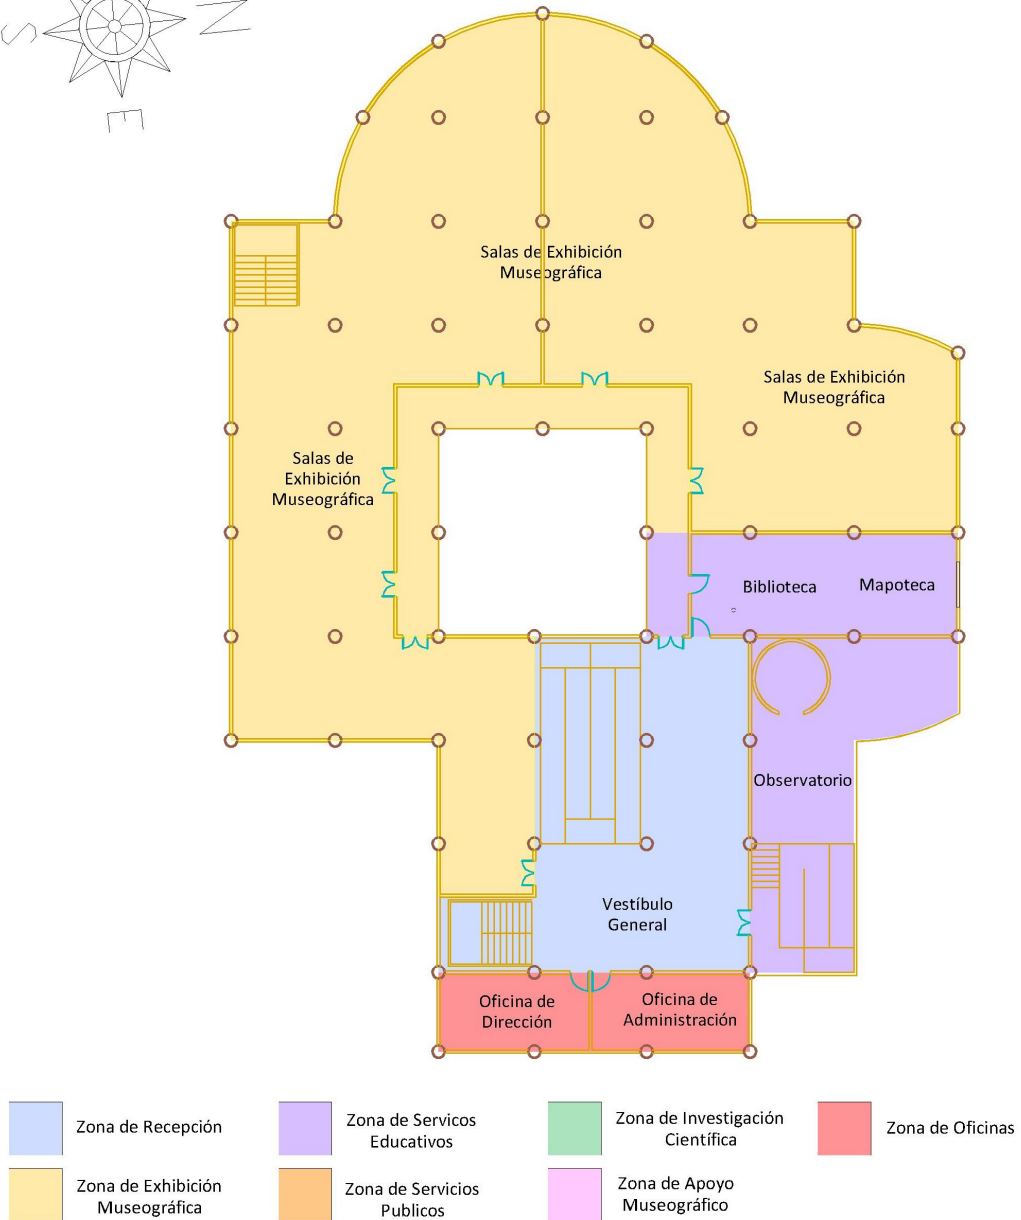 S
N
E
Salas de Exhibición
Museográfica
Salas de Exhibición
Museográfica
Salas de
Exhibición
Museográfica
Biblioteca
Mapoteca
Observatorio
Vestíbulo
General
Oficina de
Dirección
Oficina de
Administración
Zona de Recepción
Zona de Servicos
Educativos
Zona de Investigación
Científica
Zona de Oficinas
Zona de Exhibición
Museográfica
Zona de Servicios
Publicos
Zona de Apoyo
Museográfico